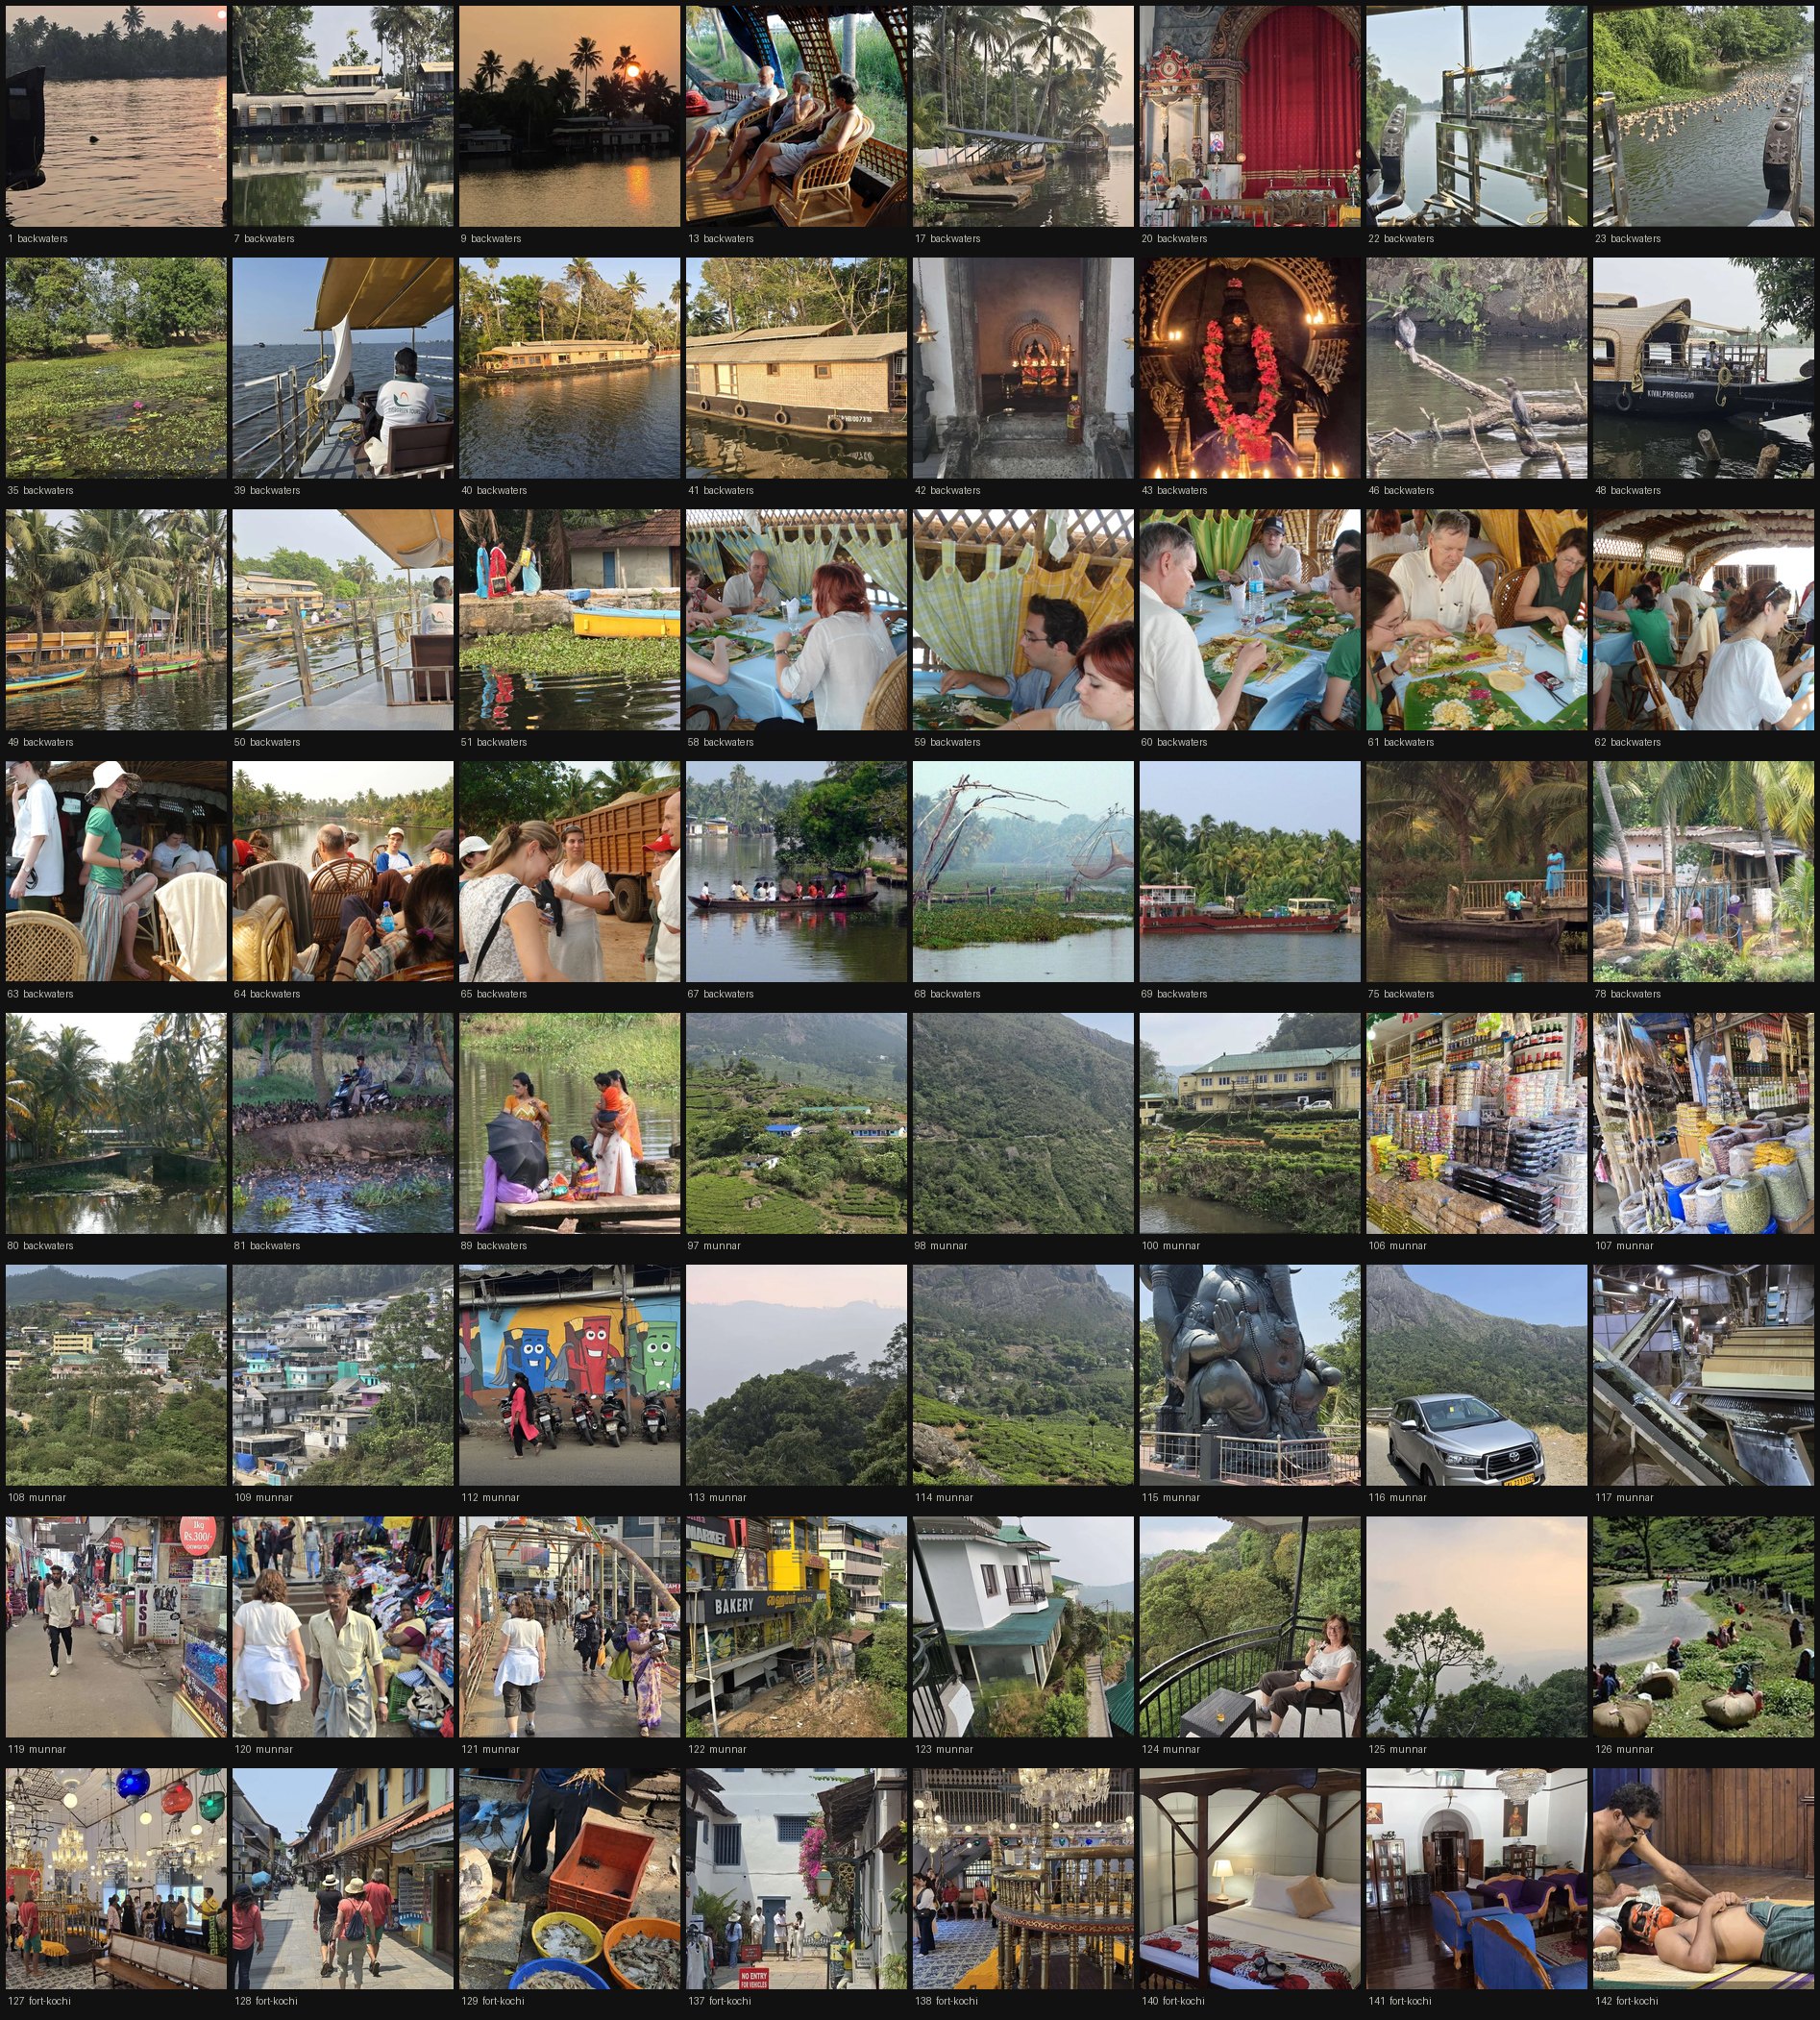 1 backwaters
7 backwaters
9 backwaters
13 backwaters
17 backwaters
20 backwaters
22 backwaters
23 backwaters
35 backwaters
39 backwaters
40 backwaters
41 backwaters
42 backwaters
43 backwaters
46 backwaters
48 backwaters
49 backwaters
50 backwaters
51 backwaters
58 backwaters
59 backwaters
60 backwaters
61 backwaters
62 backwaters
63 backwaters
64 backwaters
65 backwaters
67 backwaters
68 backwaters
69 backwaters
75 backwaters
78 backwaters
80 backwaters
81 backwaters
89 backwaters
97 munnar
98 munnar
100 munnar
106 munnar
107 munnar
108 munnar
109 munnar
112 munnar
113 munnar
114 munnar
115 munnar
116 munnar
117 munnar
1kg
Rs.300/-
KSD
MARKET
BAKERY
119 munnar
120 munnar
121 munnar
122 munnar
123 munnar
124 munnar
125 munnar
126 munnar
NO ENTRY
FOR VEHICLES
127 fort-kochi
128 fort-kochi
129 fort-kochi
137 fort-kochi
138 fort-kochi
140 fort-kochi
141 fort-kochi
142 fort-kochi